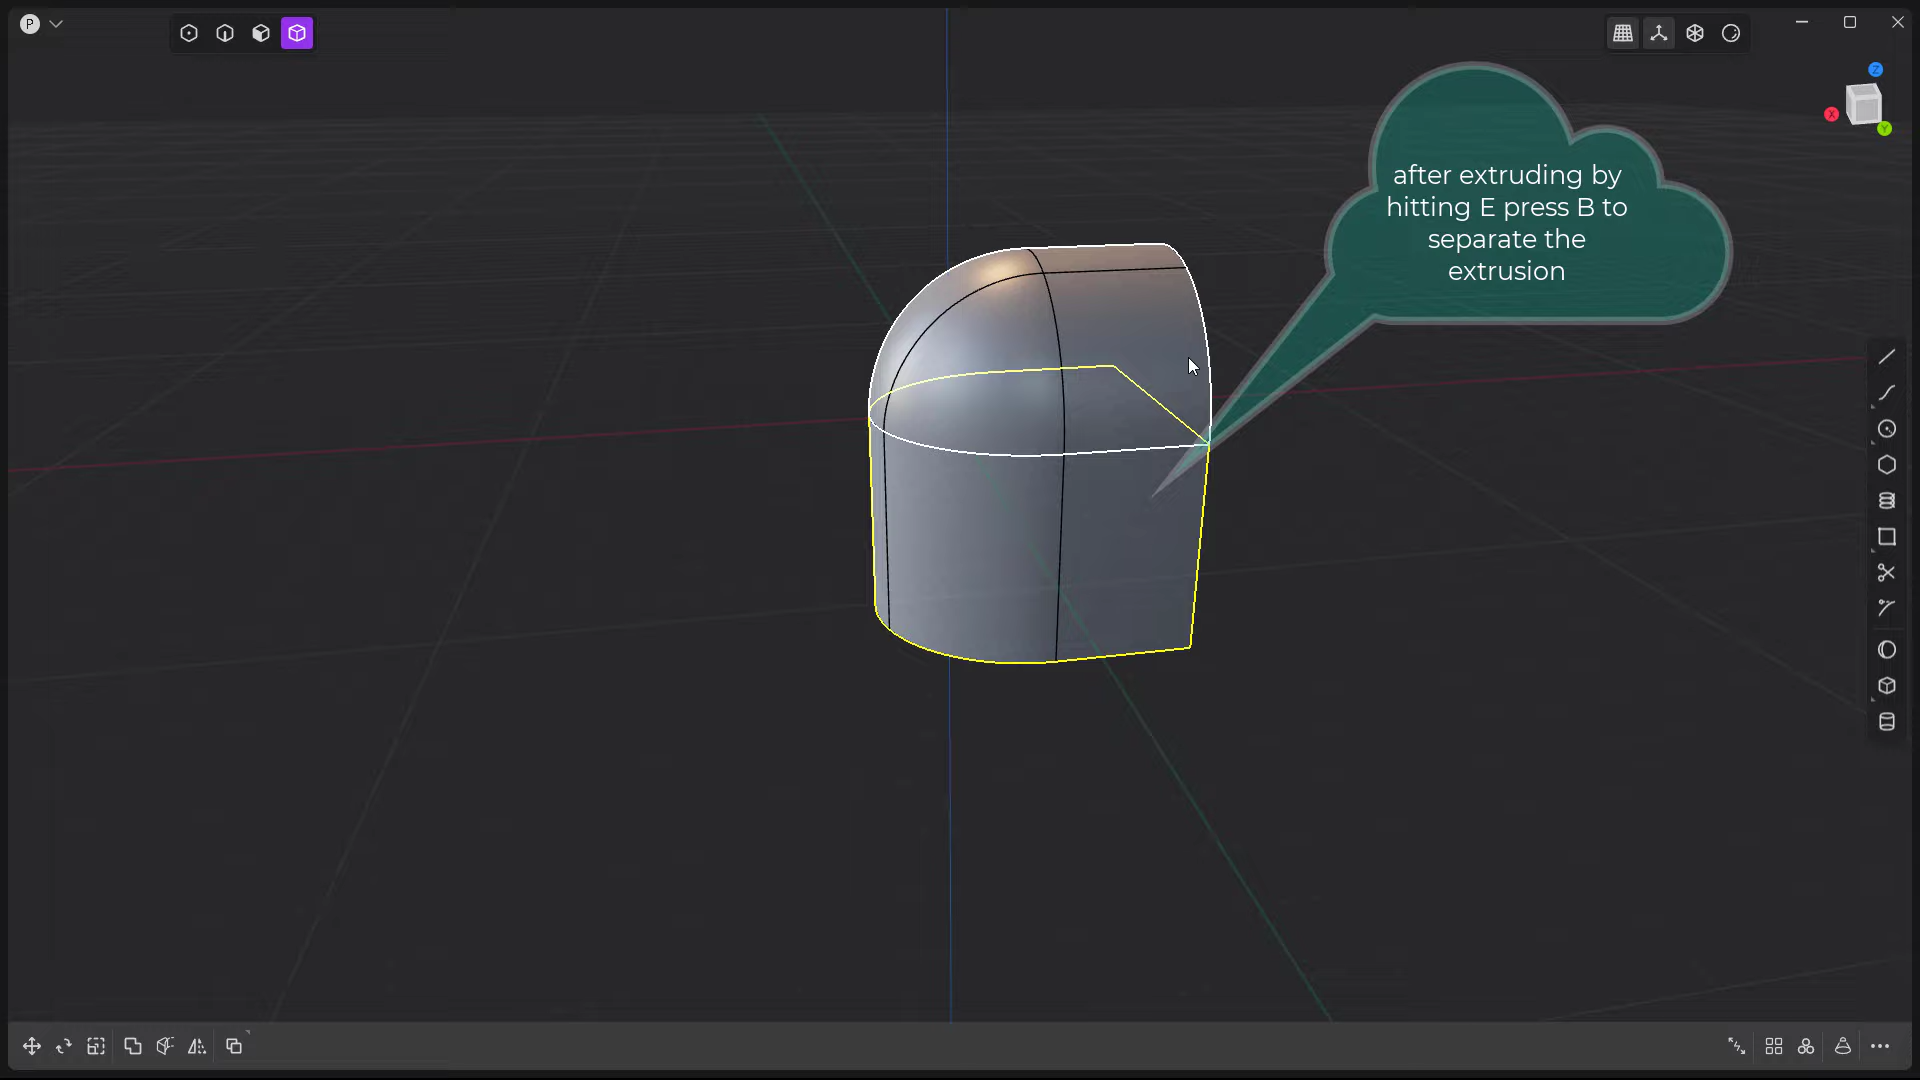 P
Z
X
Y
after extruding by
hitting E press B to
separate the
extrusion